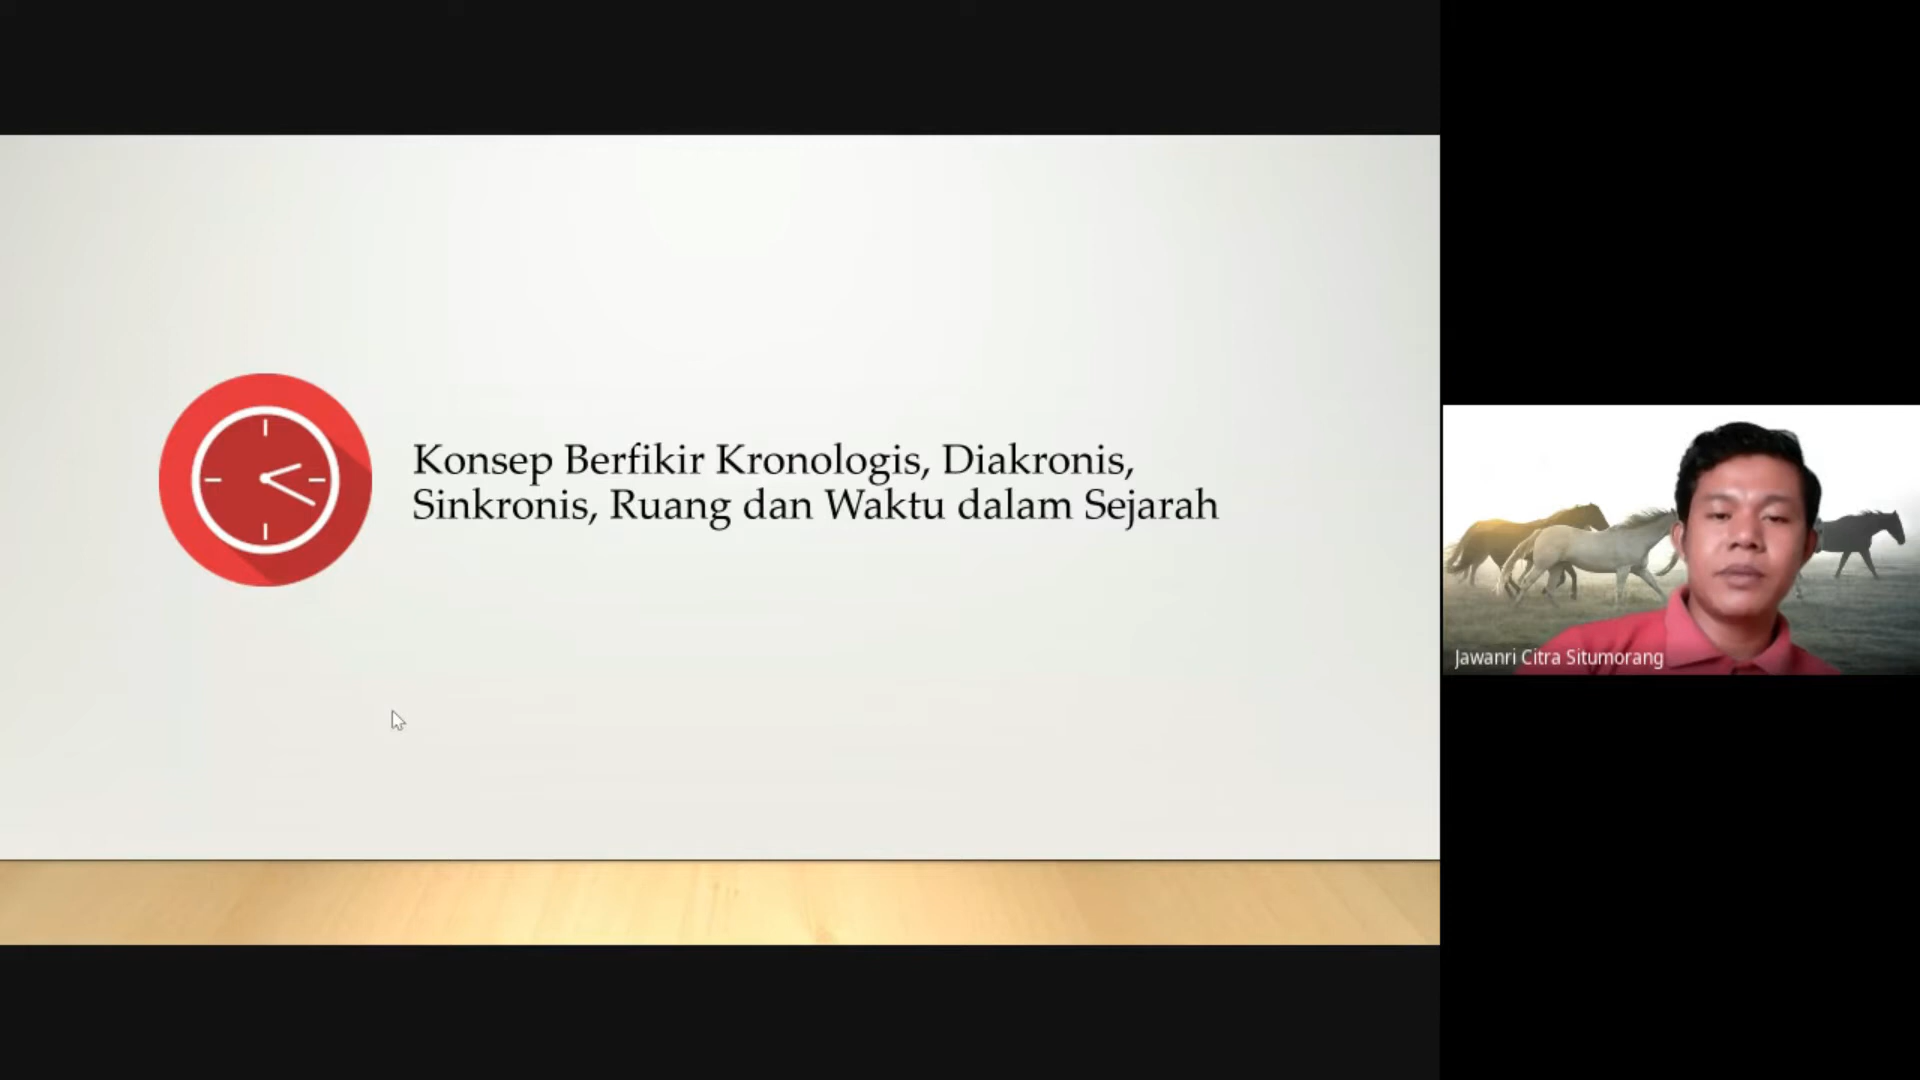 Konsep Berfikir Kronologis, Diakronis,
Sinkronis, Ruang dan Waktu dalam Sejarah
Jawanri Citra Situmorang